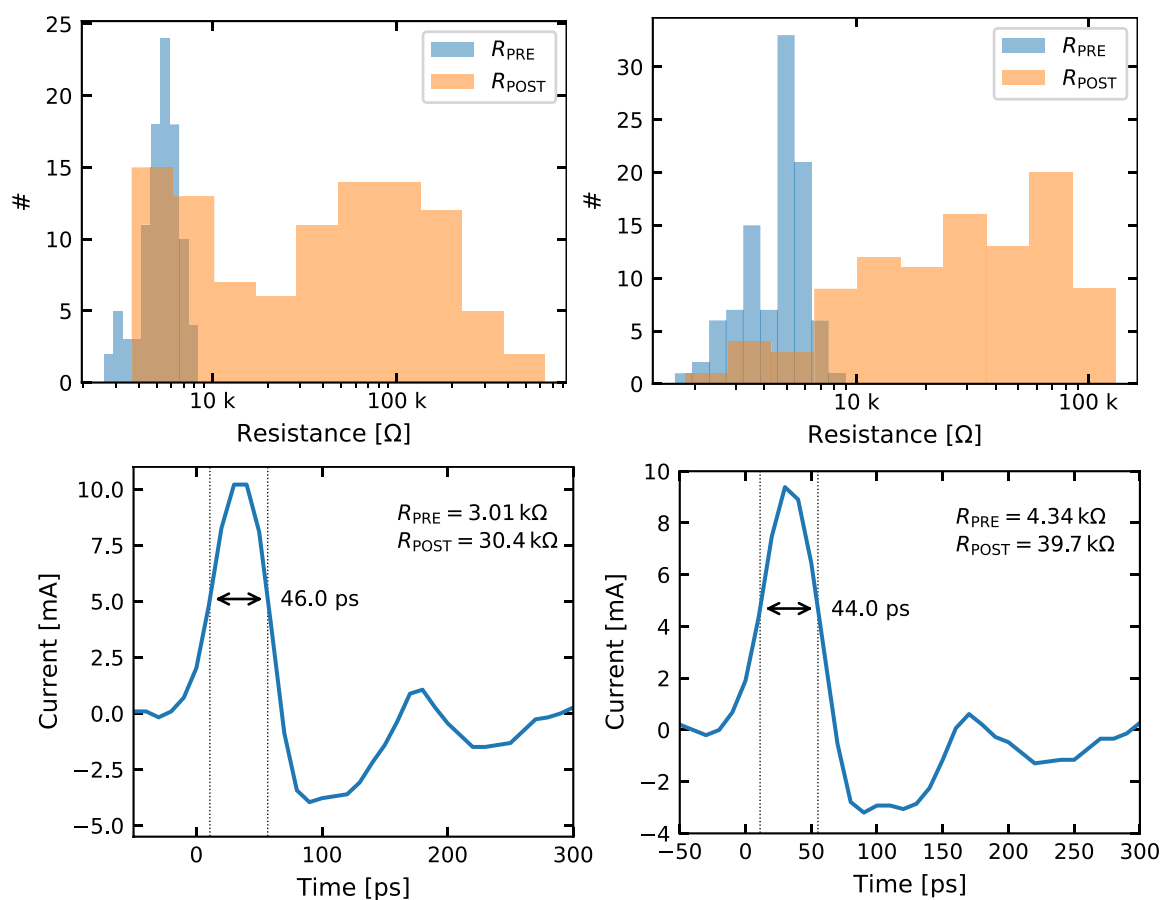 25
20
15
10
5
0
#
R_PRE
R_POST
10 k
100 k
Resistance [Ω]
30
25
20
15
10
5
0
#
R_PRE
R_POST
10 k
100 k
Resistance [Ω]
10.0
7.5
5.0
2.5
0.0
−2.5
−5.0
Current [mA]
R_PRE = 3.01 kΩ
R_POST = 30.4 kΩ
46.0 ps
0
100
200
300
Time [ps]
10
8
6
4
2
0
−2
−4
Current [mA]
R_PRE = 4.34 kΩ
R_POST = 39.7 kΩ
44.0 ps
−50
0
50
100
150
200
250
300
Time [ps]